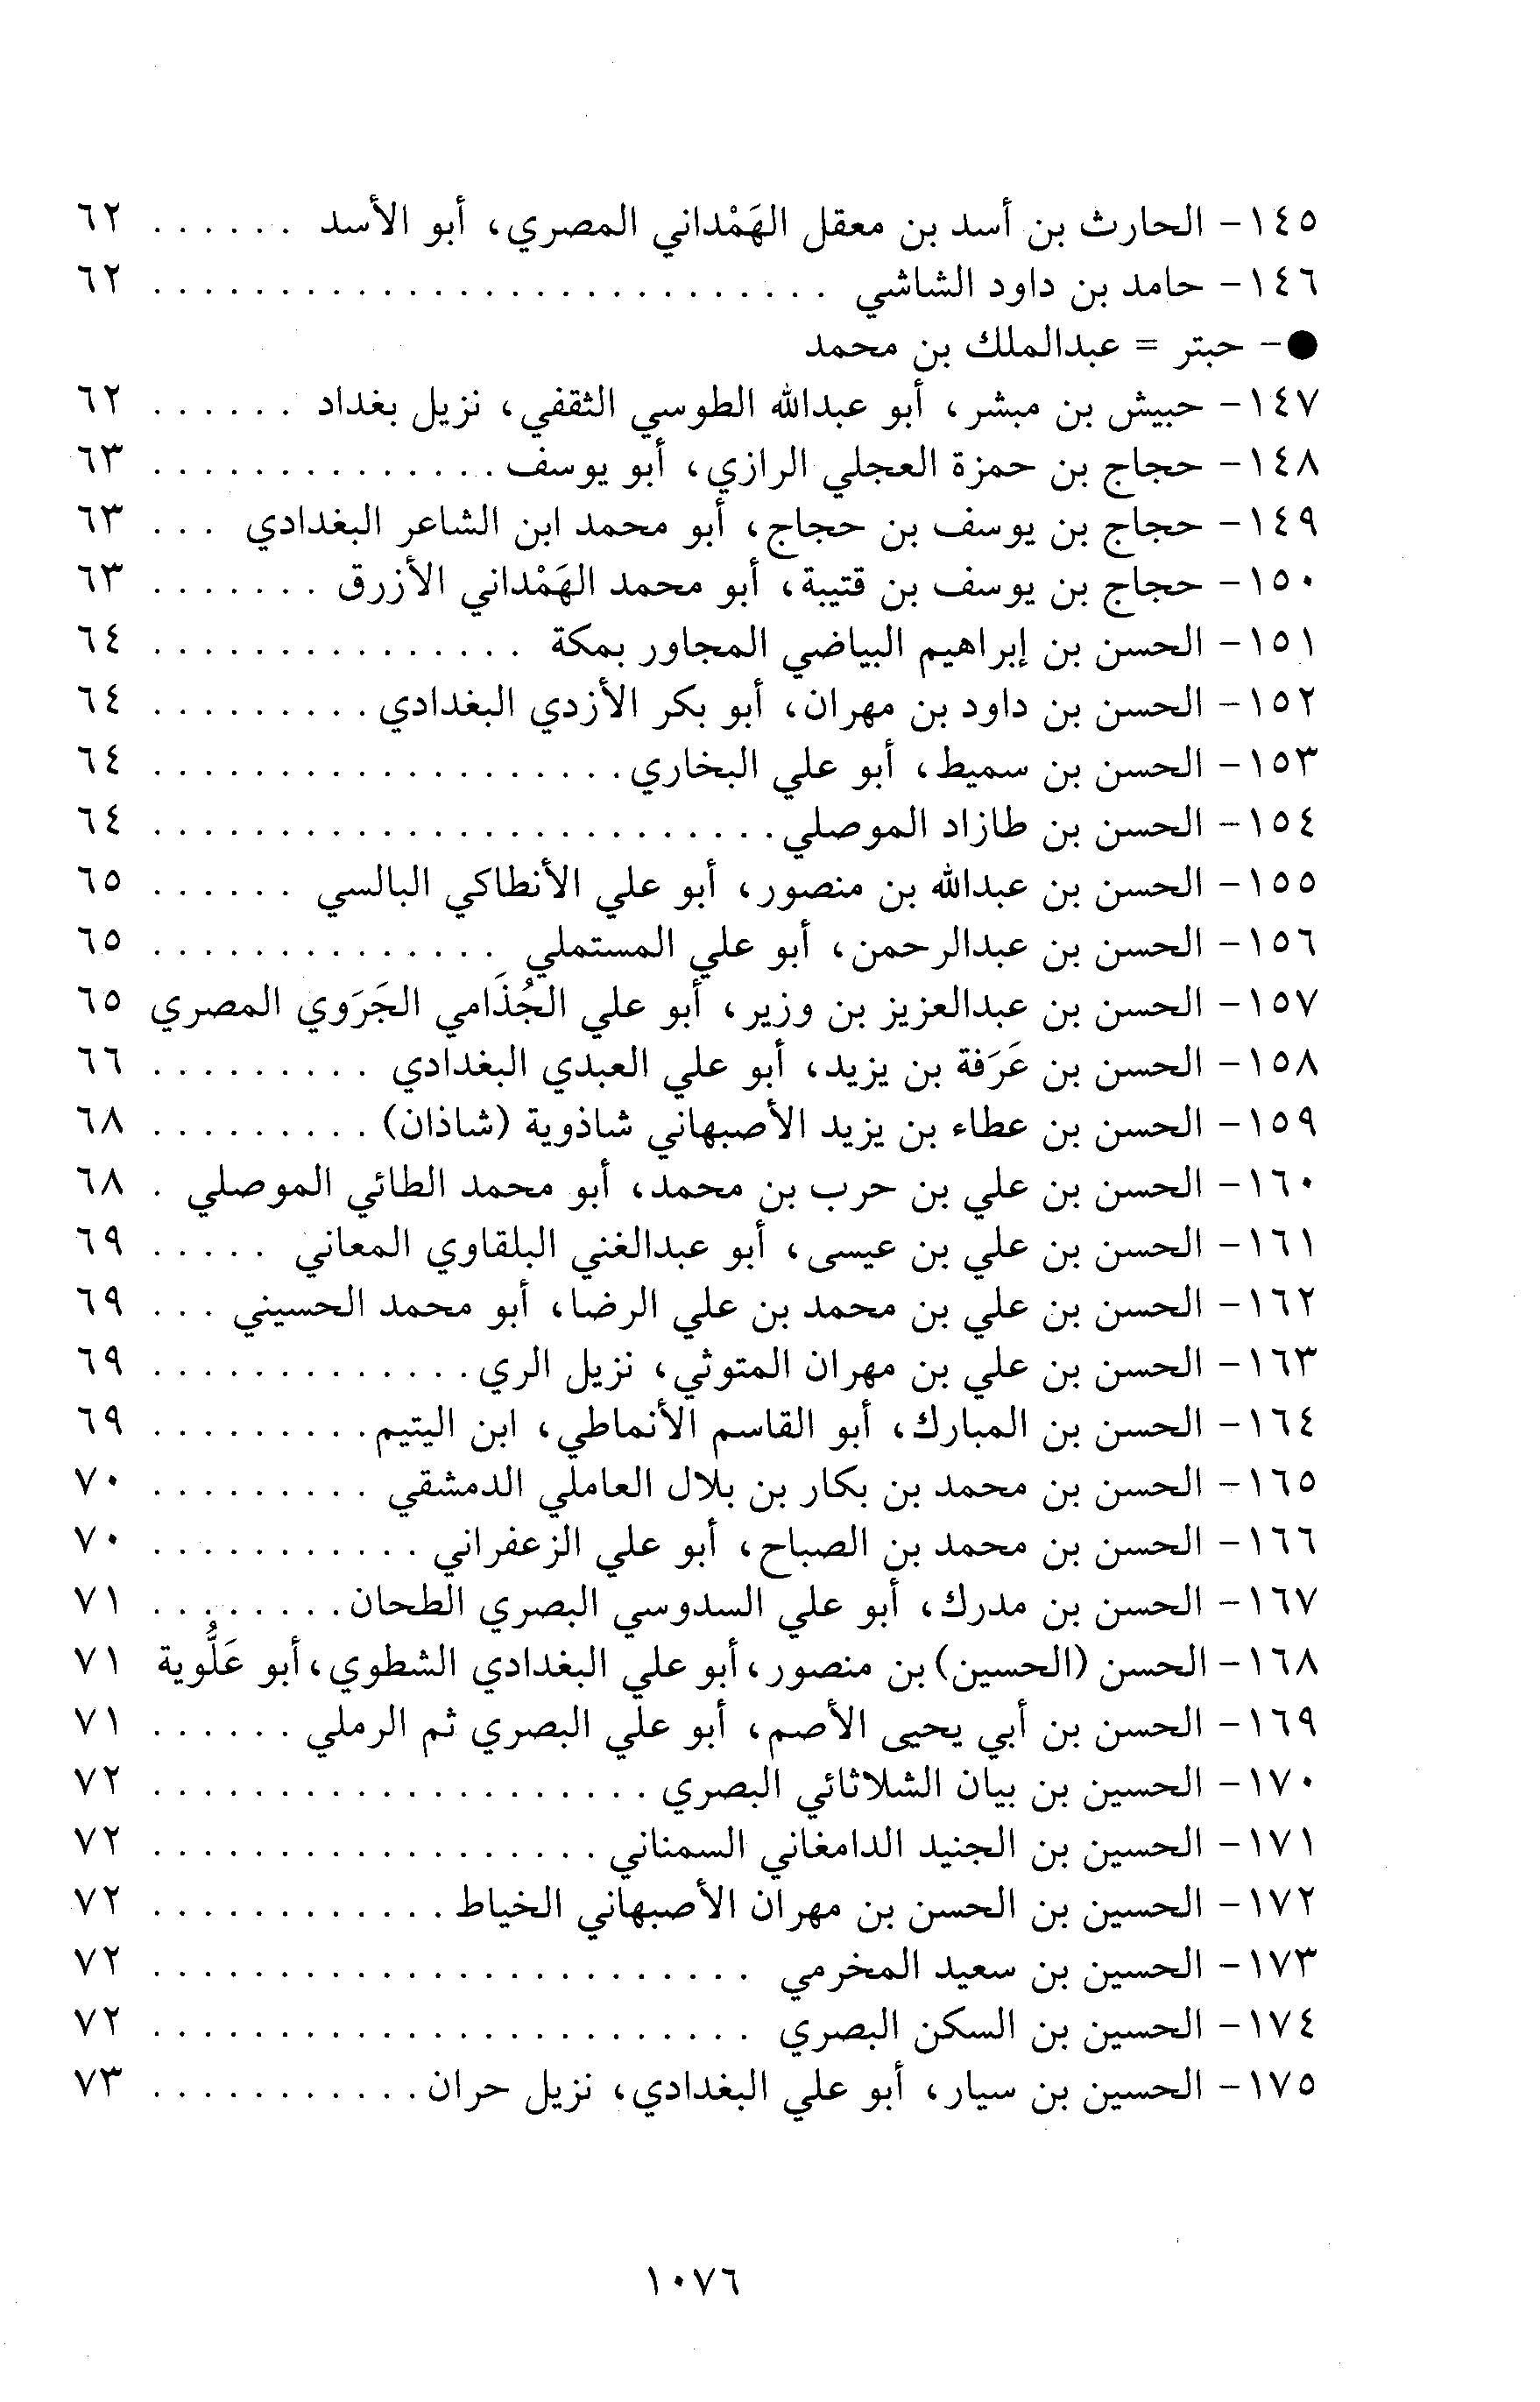 ١٤٥- الحارث بن أسد بن معقل الهَمْداني المصري، أبو الأسد . . . . . . ٦٢
١٤٦- حامد بن داود الشاشي . . . . . . . . . . . . . . . . . . . . . . . . . . . ٦٢
●- حبتر = عبدالملك بن محمد
١٤٧- حبيش بن مبشر، أبو عبدالله الطوسي الثقفي، نزيل بغداد . . . . . . ٦٢
١٤٨- حجاج بن حمزة العجلي الرازي، أبو يوسف . . . . . . . . . . . . . . ٦٣
١٤٩- حجاج بن يوسف بن حجاج، أبو محمد ابن الشاعر البغدادي . . . ٦٣
١٥٠- حجاج بن يوسف بن قتيبة، أبو محمد الهَمْداني الأزرق . . . . . . . ٦٣
١٥١- الحسن بن إبراهيم البياضي المجاور بمكة . . . . . . . . . . . . . . . ٦٤
١٥٢- الحسن بن داود بن مهران، أبو بكر الأزدي البغدادي . . . . . . . . . ٦٤
١٥٣- الحسن بن سميط، أبو علي البخاري . . . . . . . . . . . . . . . . . . . ٦٤
١٥٤- الحسن بن طازاد الموصلي . . . . . . . . . . . . . . . . . . . . . . . . . ٦٤
١٥٥- الحسن بن عبدالله بن منصور، أبو علي الأنطاكي البالسي . . . . . . ٦٥
١٥٦- الحسن بن عبدالرحمن، أبو علي المستملي . . . . . . . . . . . . . . ٦٥
١٥٧- الحسن بن عبدالعزيز بن وزير، أبو علي الجُذَامي الجَرَوي المصري ٦٥
١٥٨- الحسن بن عَرَفة بن يزيد، أبو علي العبدي البغدادي . . . . . . . . . ٦٦
١٥٩- الحسن بن عطاء بن يزيد الأصبهاني شاذوية (شاذان) . . . . . . . . . ٦٨
١٦٠- الحسن بن علي بن حرب بن محمد، أبو محمد الطائي الموصلي . ٦٨
١٦١- الحسن بن علي بن عيسى، أبو عبدالغني البلقاوي المعاني . . . . . ٦٩
١٦٢- الحسن بن علي بن محمد بن علي الرضا، أبو محمد الحسيني . . . ٦٩
١٦٣- الحسن بن علي بن مهران المتوثي، نزيل الري . . . . . . . . . . . . . ٦٩
١٦٤- الحسن بن المبارك، أبو القاسم الأنماطي، ابن اليتيم . . . . . . . . . ٦٩
١٦٥- الحسن بن محمد بن بكار بن بلال العاملي الدمشقي . . . . . . . . . ٧٠
١٦٦- الحسن بن محمد بن الصباح، أبو علي الزعفراني . . . . . . . . . . . ٧٠
١٦٧- الحسن بن مدرك، أبو علي السدوسي البصري الطحان . . . . . . . . ٧١
١٦٨- الحسن (الحسين) بن منصور، أبو علي البغدادي الشطوي، أبو عَلُّوية ٧١
١٦٩- الحسن بن أبي يحيى الأصم، أبو علي البصري ثم الرملي . . . . . . ٧١
١٧٠- الحسين بن بيان الشلاثائي البصري . . . . . . . . . . . . . . . . . . . . ٧٢
١٧١- الحسين بن الجنيد الدامغاني السمناني . . . . . . . . . . . . . . . . . . ٧٢
١٧٢- الحسين بن الحسن بن مهران الأصبهاني الخياط . . . . . . . . . . . . ٧٢
١٧٣- الحسين بن سعيد المخرمي . . . . . . . . . . . . . . . . . . . . . . . . ٧٢
١٧٤- الحسين بن السكن البصري . . . . . . . . . . . . . . . . . . . . . . . . ٧٢
١٧٥- الحسين بن سيار، أبو علي البغدادي، نزيل حران . . . . . . . . . . . ٧٣
١٠٧٦